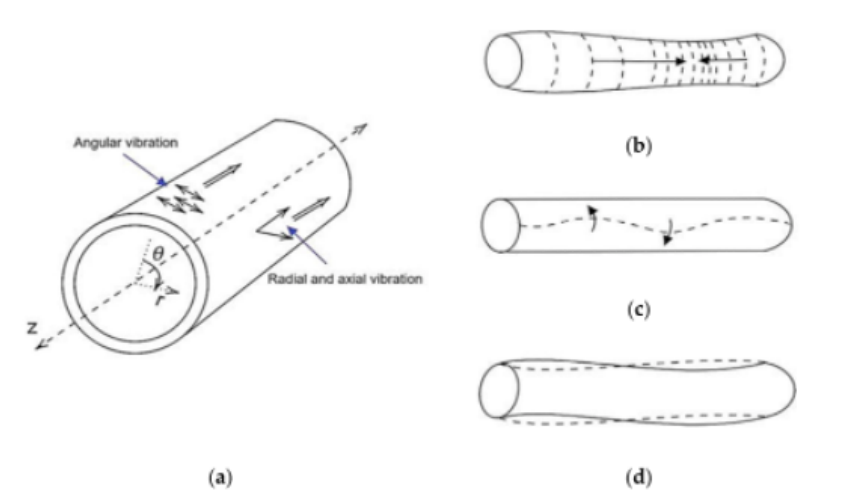 Angular vibration
θ
r
Radial and axial vibration
Z
(a)
(b)
(c)
(d)